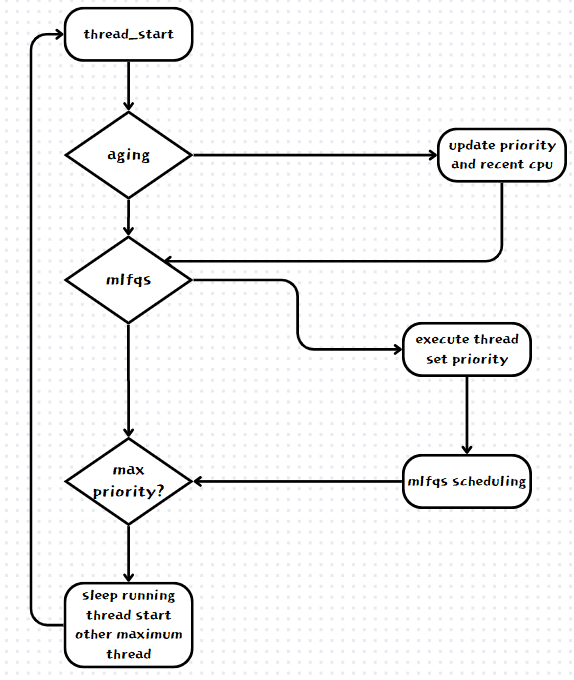 thread_start
aging
update priority
and recent cpu
mlfqs
execute thread
set priority
max
priority?
mlfqs scheduling
sleep running
thread start
other maximum
thread